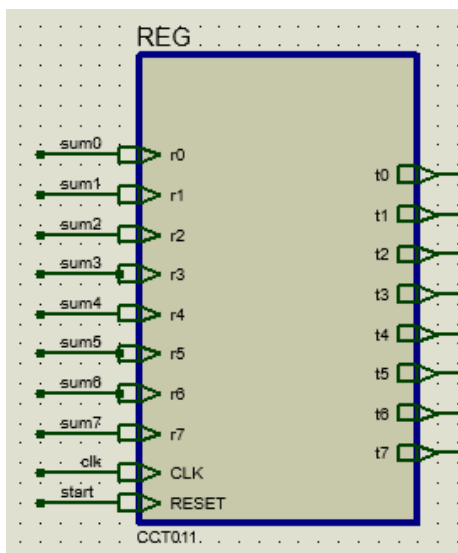 REG
sum0 r0
t0
sum1 r1
t1
sum2 r2
t2
sum3 r3
t3
sum4 r4
t4
sum5 r5
t5
sum6 r6
t6
sum7 r7
t7
clk CLK
start RESET
CCT011